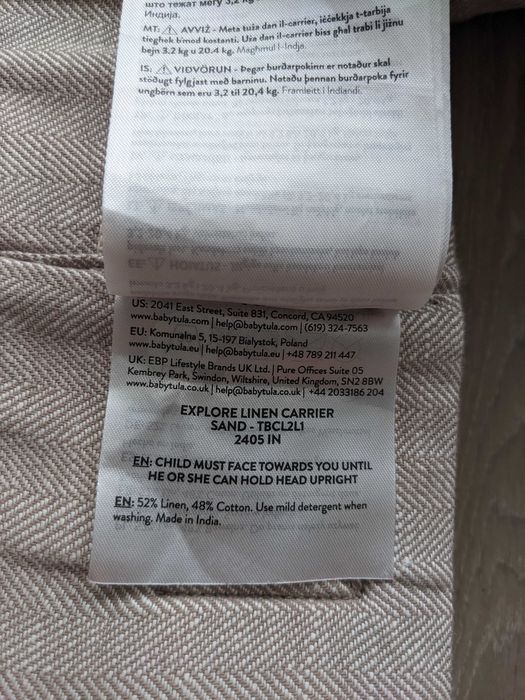 што тежат меѓу 3,2 kg
Индија.
MT: ⚠ AVVIŻ - Meta tuża dan il-carrier, iċċekkja t-tarbija
tiegħek b'mod kostanti. Uża dan il-carrier biss għal trabi li jiżnu
bejn 3.2 kg u 20.4 kg. Magħmul l-Indja.
IS: ⚠ VIÐVÖRUN - Þegar burðarpokinn er notaður skal
stöðugt fylgjast með barninu. Notaðu þennan burðarpoka fyrir
ungbörn sem eru 3,2 til 20,4 kg. Framleitt í Indlandi.
US: 2041 East Street, Suite 831, Concord, CA 94520
www.babytula.com | help@babytula.com | (619) 324-7563
EU: Komunalna 5, 15-197 Bialystok, Poland
www.babytula.eu | help@babytula.eu | +48 789 211 447
UK: EBP Lifestyle Brands UK Ltd. | Pure Offices Suite 05
Kembrey Park, Swindon, Wiltshire, United Kingdom, SN2 8BW
www.babytula.co.uk | help@babytula.co.uk | +44 2033186 204
EXPLORE LINEN CARRIER
SAND - TBCL2L1
2405 IN
EN: CHILD MUST FACE TOWARDS YOU UNTIL
HE OR SHE CAN HOLD HEAD UPRIGHT
EN: 52% Linen, 48% Cotton. Use mild detergent when
washing. Made in India.